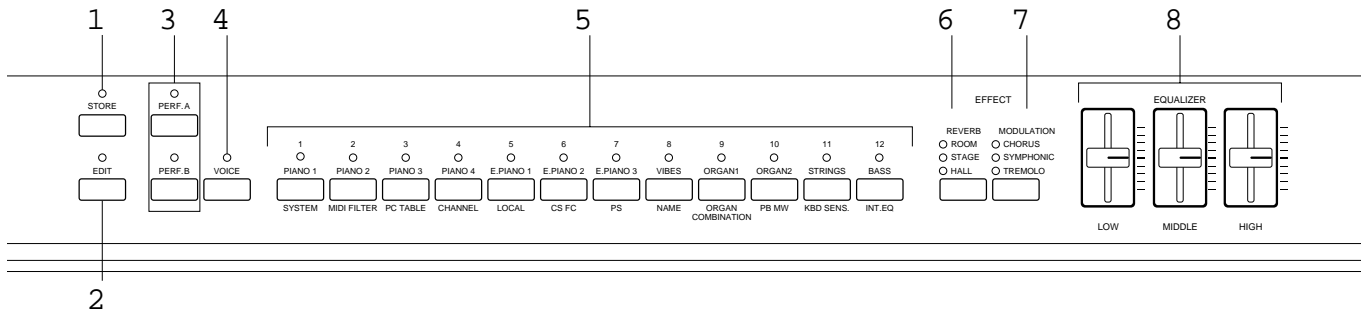 1 3 4 5 6 7 8
EFFECT EQUALIZER
STORE PERF.A
1 2 3 4 5 6 7 8 9 10 11 12
REVERB MODULATION
ROOM CHORUS
STAGE SYMPHONIC
HALL TREMOLO
EDIT PERF.B VOICE PIANO 1 PIANO 2 PIANO 3 PIANO 4 E.PIANO 1 E.PIANO 2 E.PIANO 3 VIBES ORGAN1 ORGAN2 STRINGS BASS
SYSTEM MIDI FILTER PC TABLE CHANNEL LOCAL CS FC PS NAME ORGAN COMBINATION PB MW KBD SENS. INT.EQ
LOW MIDDLE HIGH
2